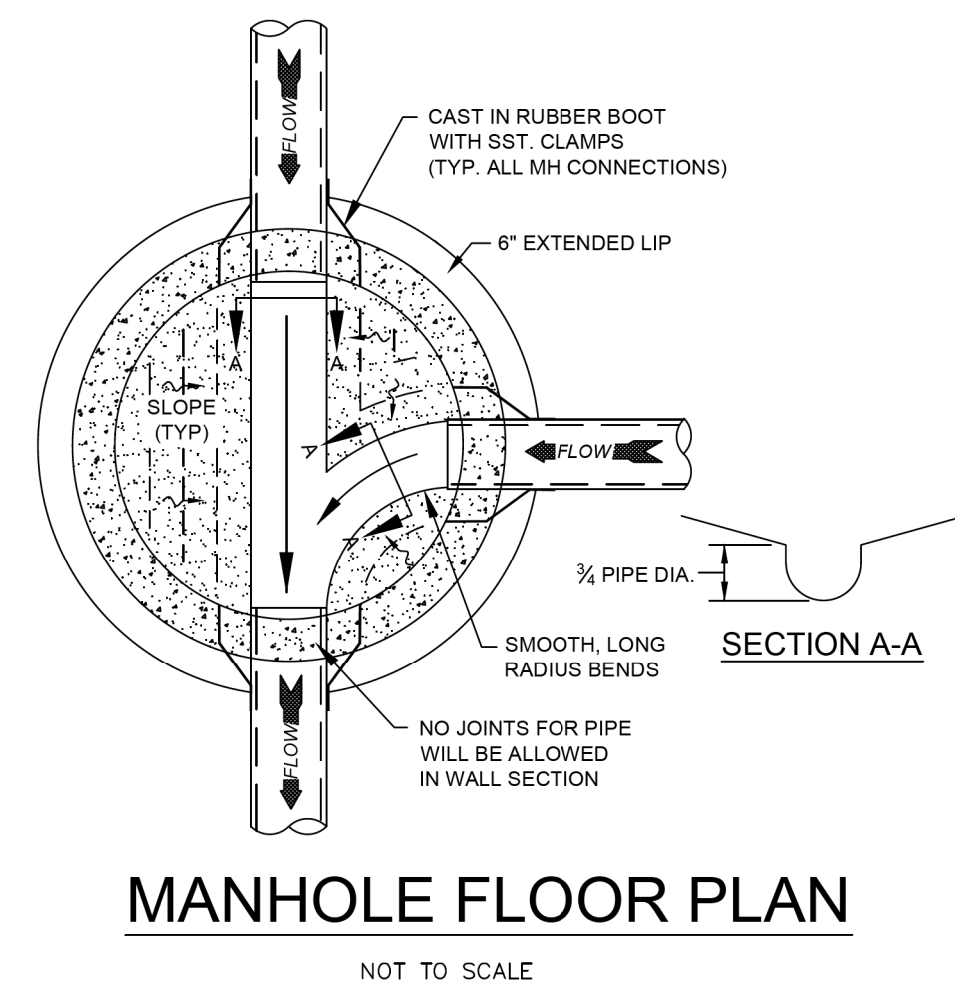 FLOW
CAST IN RUBBER BOOT
WITH SST. CLAMPS
(TYP. ALL MH CONNECTIONS)
6" EXTENDED LIP
A
A
SLOPE
(TYP)
A
FLOW
A
¾ PIPE DIA.
SECTION A-A
SMOOTH, LONG
RADIUS BENDS
FLOW
NO JOINTS FOR PIPE
WILL BE ALLOWED
IN WALL SECTION
MANHOLE FLOOR PLAN
NOT TO SCALE